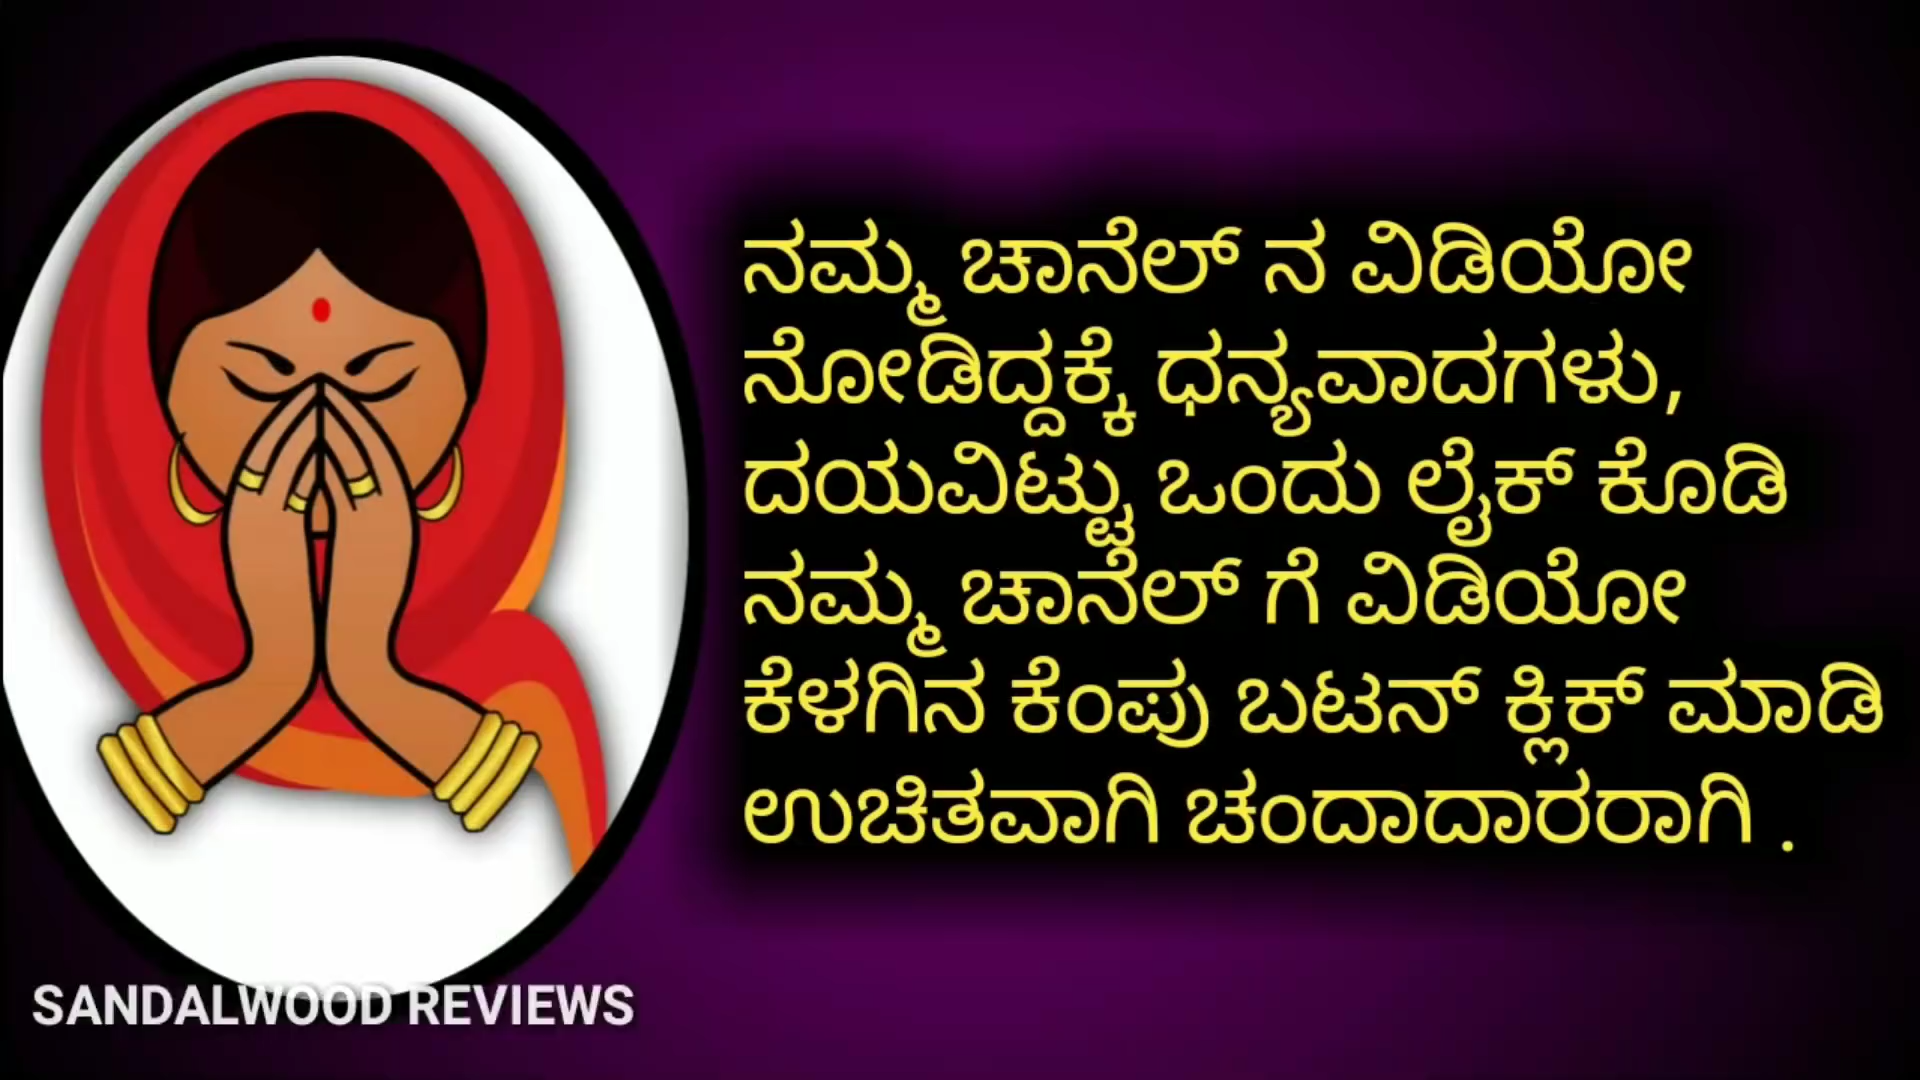 ನಮ್ಮ ಚಾನೆಲ್ ನ ವಿಡಿಯೋ
ನೋಡಿದ್ದಕ್ಕೆ ಧನ್ಯವಾದಗಳು,
ದಯವಿಟ್ಟು ಒಂದು ಲೈಕ್ ಕೊಡಿ
ನಮ್ಮ ಚಾನೆಲ್ ಗೆ ವಿಡಿಯೋ
ಕೆಳಗಿನ ಕೆಂಪು ಬಟನ್ ಕ್ಲಿಕ್ ಮಾಡಿ
ಉಚಿತವಾಗಿ ಚಂದಾದಾರರಾಗಿ .
SANDALWOOD REVIEWS